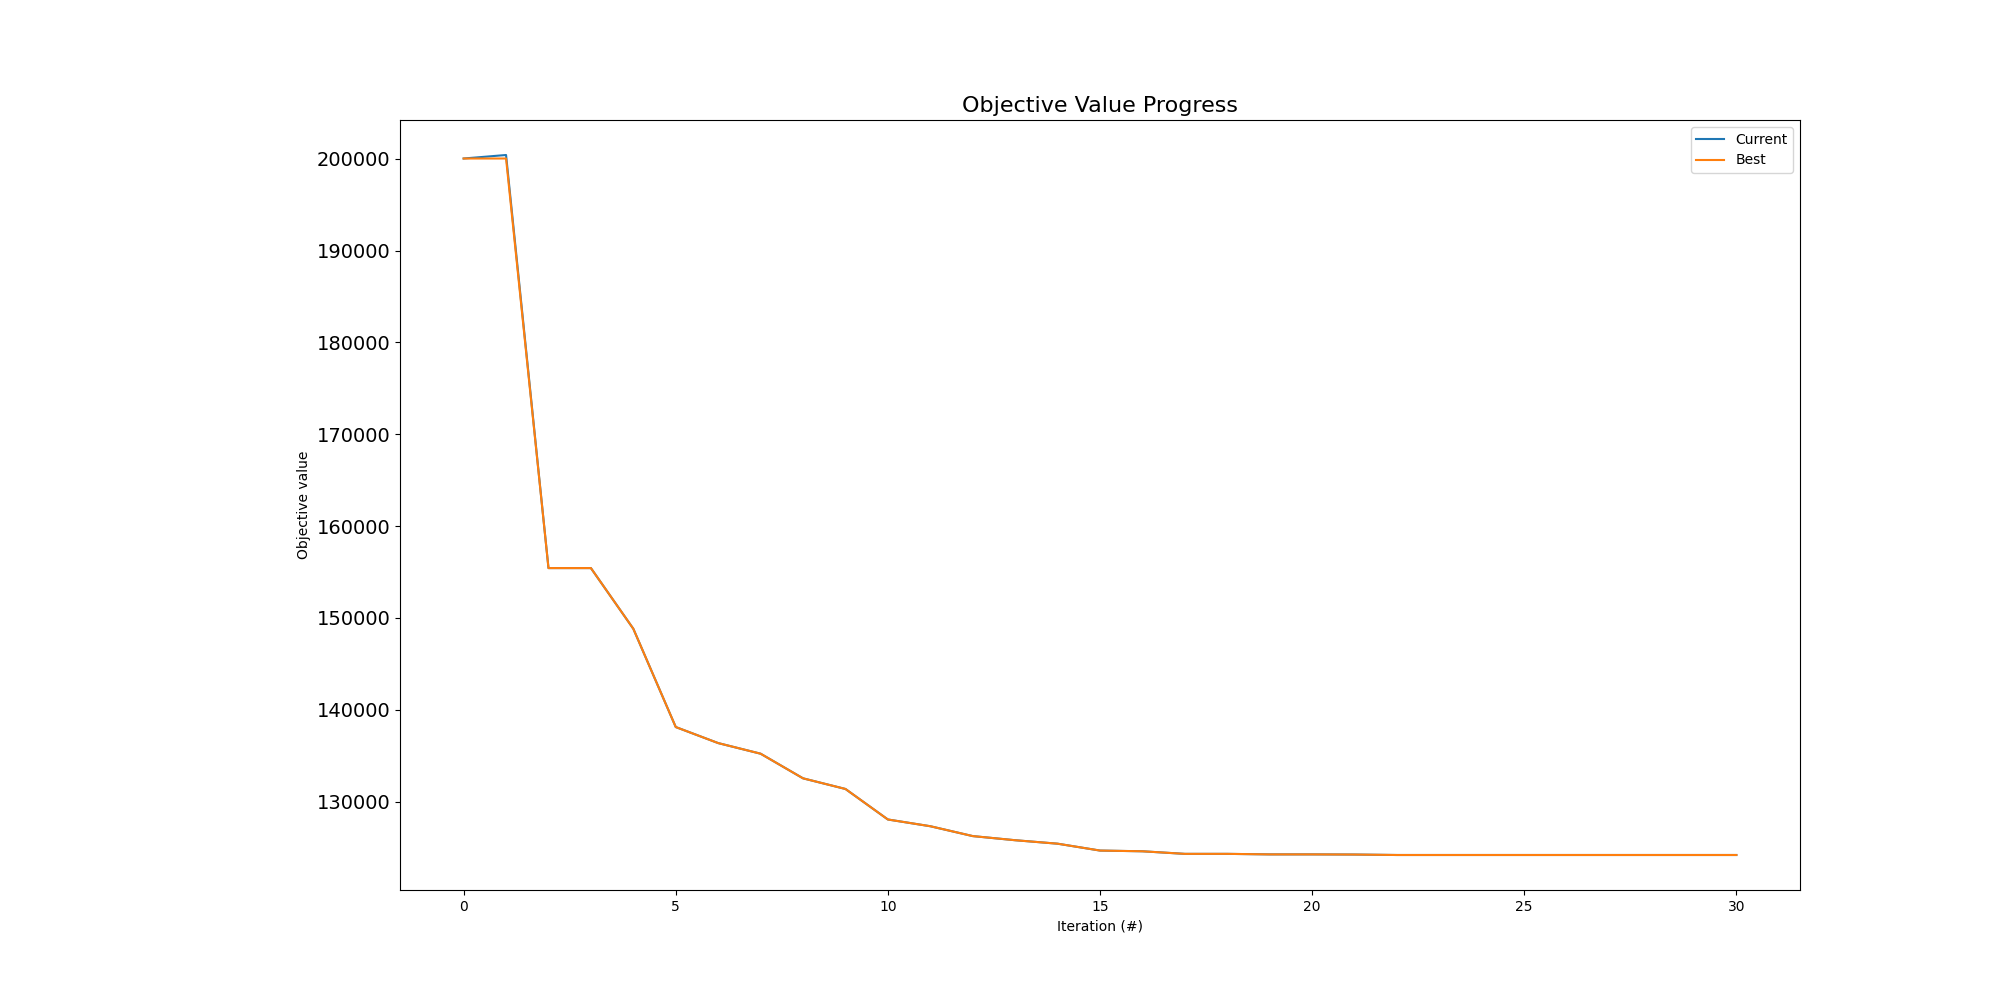 Objective Value Progress
Current
Best
200000
190000
180000
170000
160000
150000
140000
130000
Objective value
0 5 10 15 20 25 30
Iteration (#)